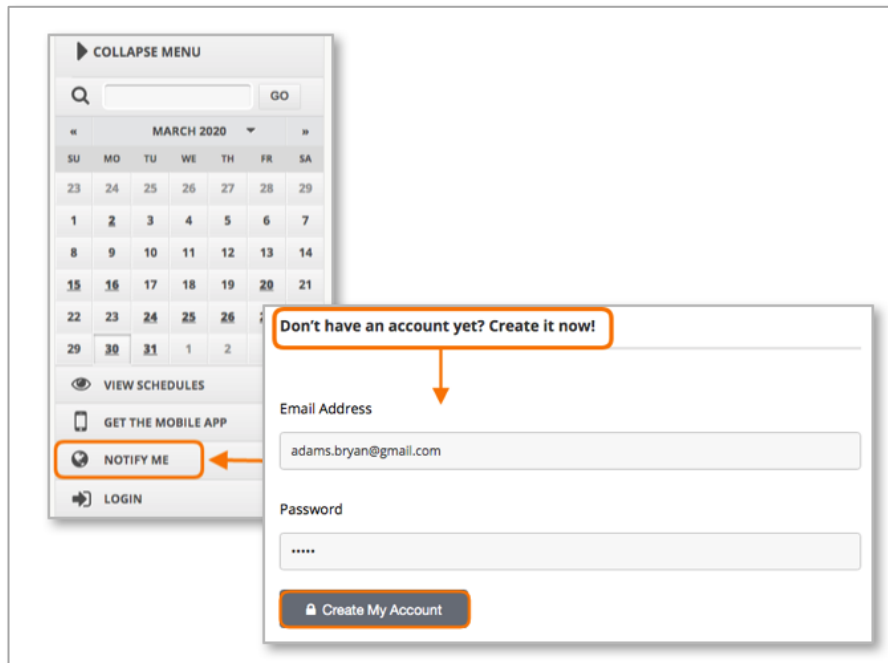 COLLAPSE MENU
GO
« MARCH 2020 »
SU MO TU WE TH FR SA
23 24 25 26 27 28 29
1 2 3 4 5 6 7
8 9 10 11 12 13 14
15 16 17 18 19 20 21
22 23 24 25 26
29 30 31 1 2
VIEW SCHEDULES
GET THE MOBILE APP
NOTIFY ME
LOGIN
Don't have an account yet? Create it now!
Email Address
adams.bryan@gmail.com
Password
•••••
Create My Account